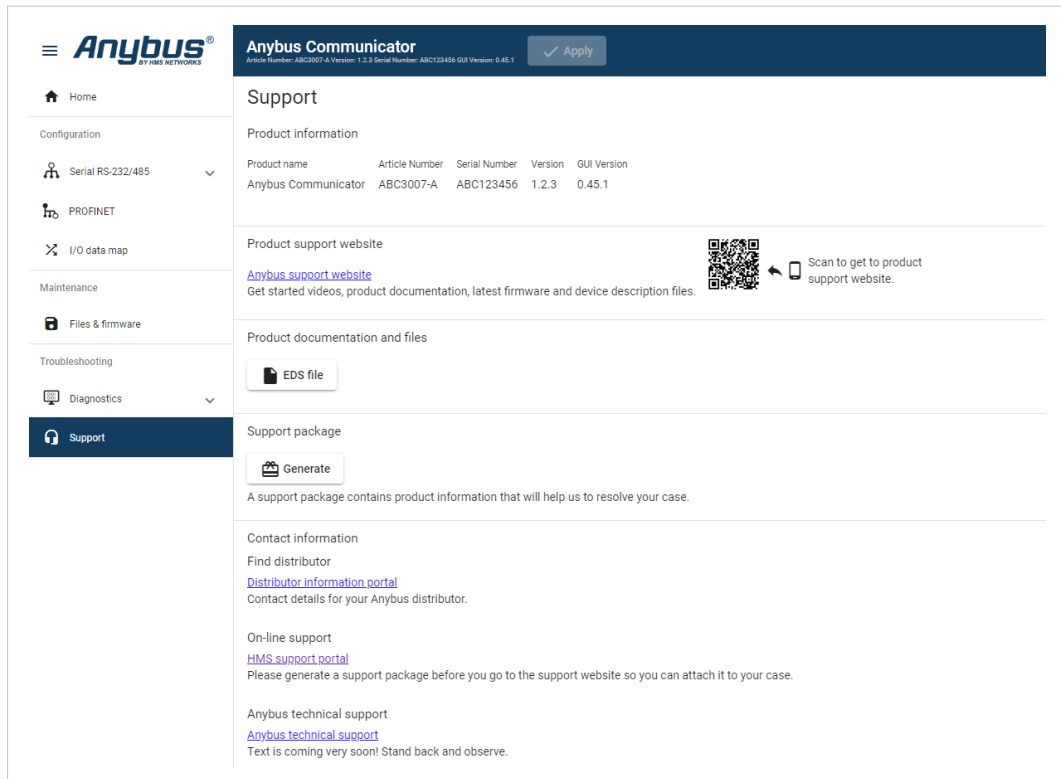 Anybus®
BY HMS NETWORKS
Anybus Communicator
Article Number: ABC3007-A Version: 1.2.3 Serial Number: ABC123456 GUI Version: 0.45.1
Apply
Home
Configuration
Serial RS-232/485
PROFINET
I/O data map
Maintenance
Files & firmware
Troubleshooting
Diagnostics
Support
Support
Product information
Product name Article Number Serial Number Version GUI Version
Anybus Communicator ABC3007-A ABC123456 1.2.3 0.45.1
Product support website
Anybus support website
Get started videos, product documentation, latest firmware and device description files.
Scan to get to product
support website.
Product documentation and files
EDS file
Support package
Generate
A support package contains product information that will help us to resolve your case.
Contact information
Find distributor
Distributor information portal
Contact details for your Anybus distributor.
On-line support
HMS support portal
Please generate a support package before you go to the support website so you can attach it to your case.
Anybus technical support
Anybus technical support
Text is coming very soon! Stand back and observe.